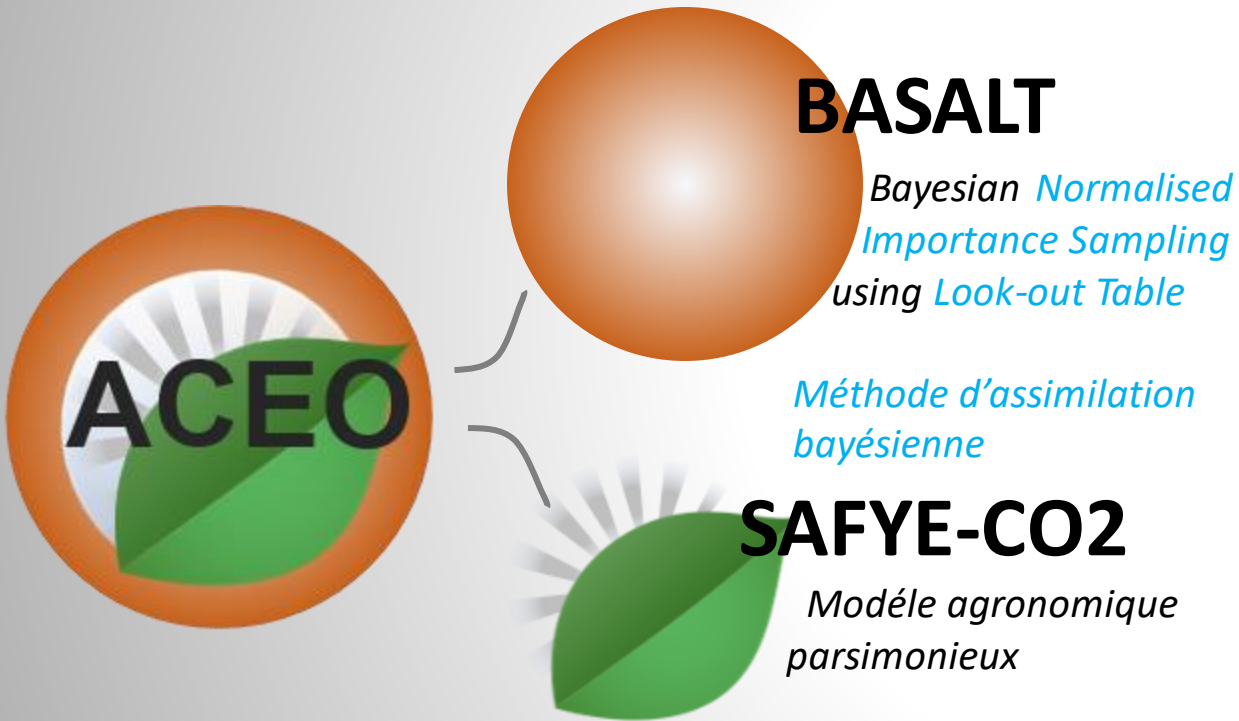 ACEO
BASALT
Bayesian Normalised
Importance Sampling
using Look-out Table
Méthode d'assimilation
bayésienne
SAFYE-CO2
Modéle agronomique
parsimonieux